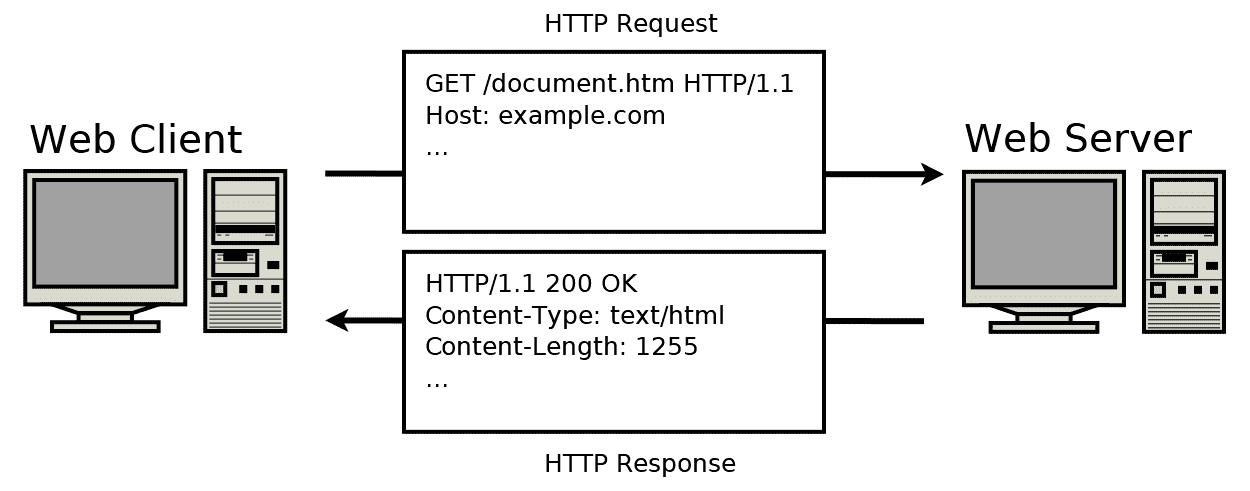 HTTP Request
GET /document.htm HTTP/1.1
Host: example.com
...
Web Client
Web Server
HTTP/1.1 200 OK
Content-Type: text/html
Content-Length: 1255
...
HTTP Response